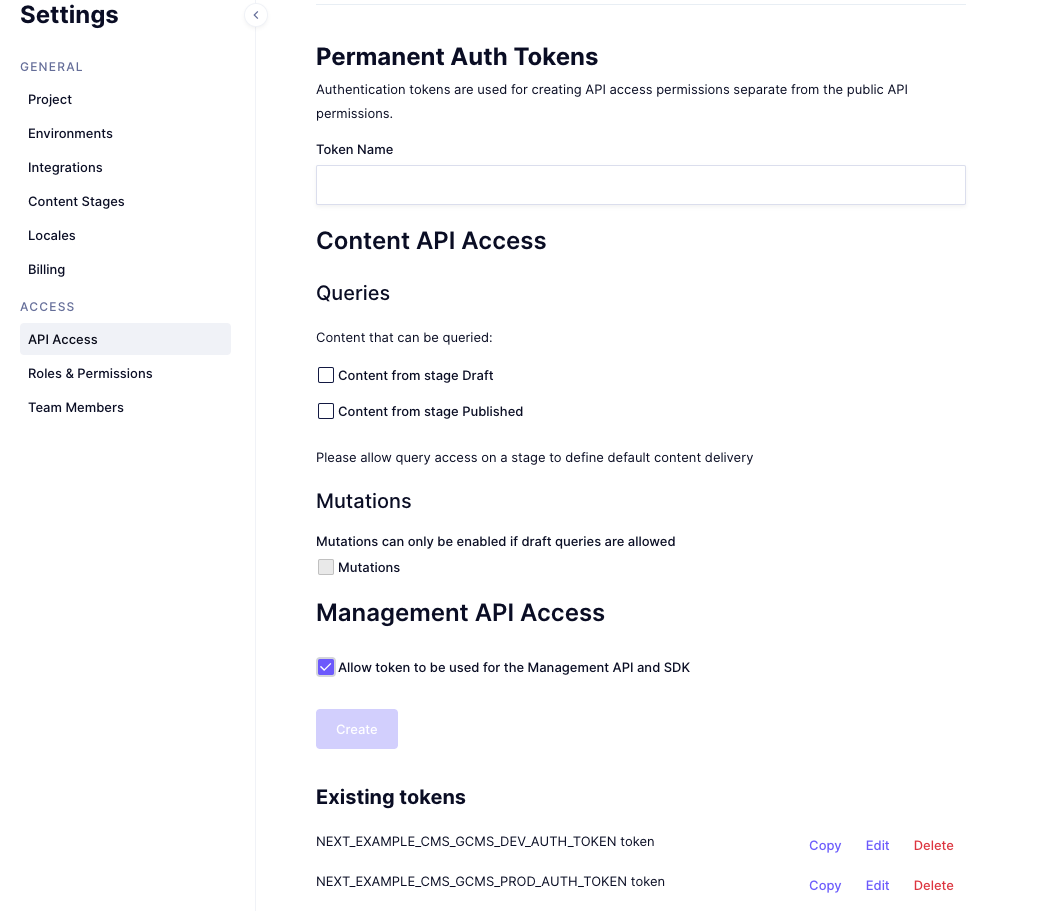 Settings
GENERAL
Project
Environments
Integrations
Content Stages
Locales
Billing
ACCESS
API Access
Roles & Permissions
Team Members
Permanent Auth Tokens
Authentication tokens are used for creating API access permissions separate from the public API
permissions.
Token Name
Content API Access
Queries
Content that can be queried:
Content from stage Draft
Content from stage Published
Please allow query access on a stage to define default content delivery
Mutations
Mutations can only be enabled if draft queries are allowed
Mutations
Management API Access
Allow token to be used for the Management API and SDK
Create
Existing tokens
NEXT_EXAMPLE_CMS_GCMS_DEV_AUTH_TOKEN token Copy Edit Delete
NEXT_EXAMPLE_CMS_GCMS_PROD_AUTH_TOKEN token Copy Edit Delete